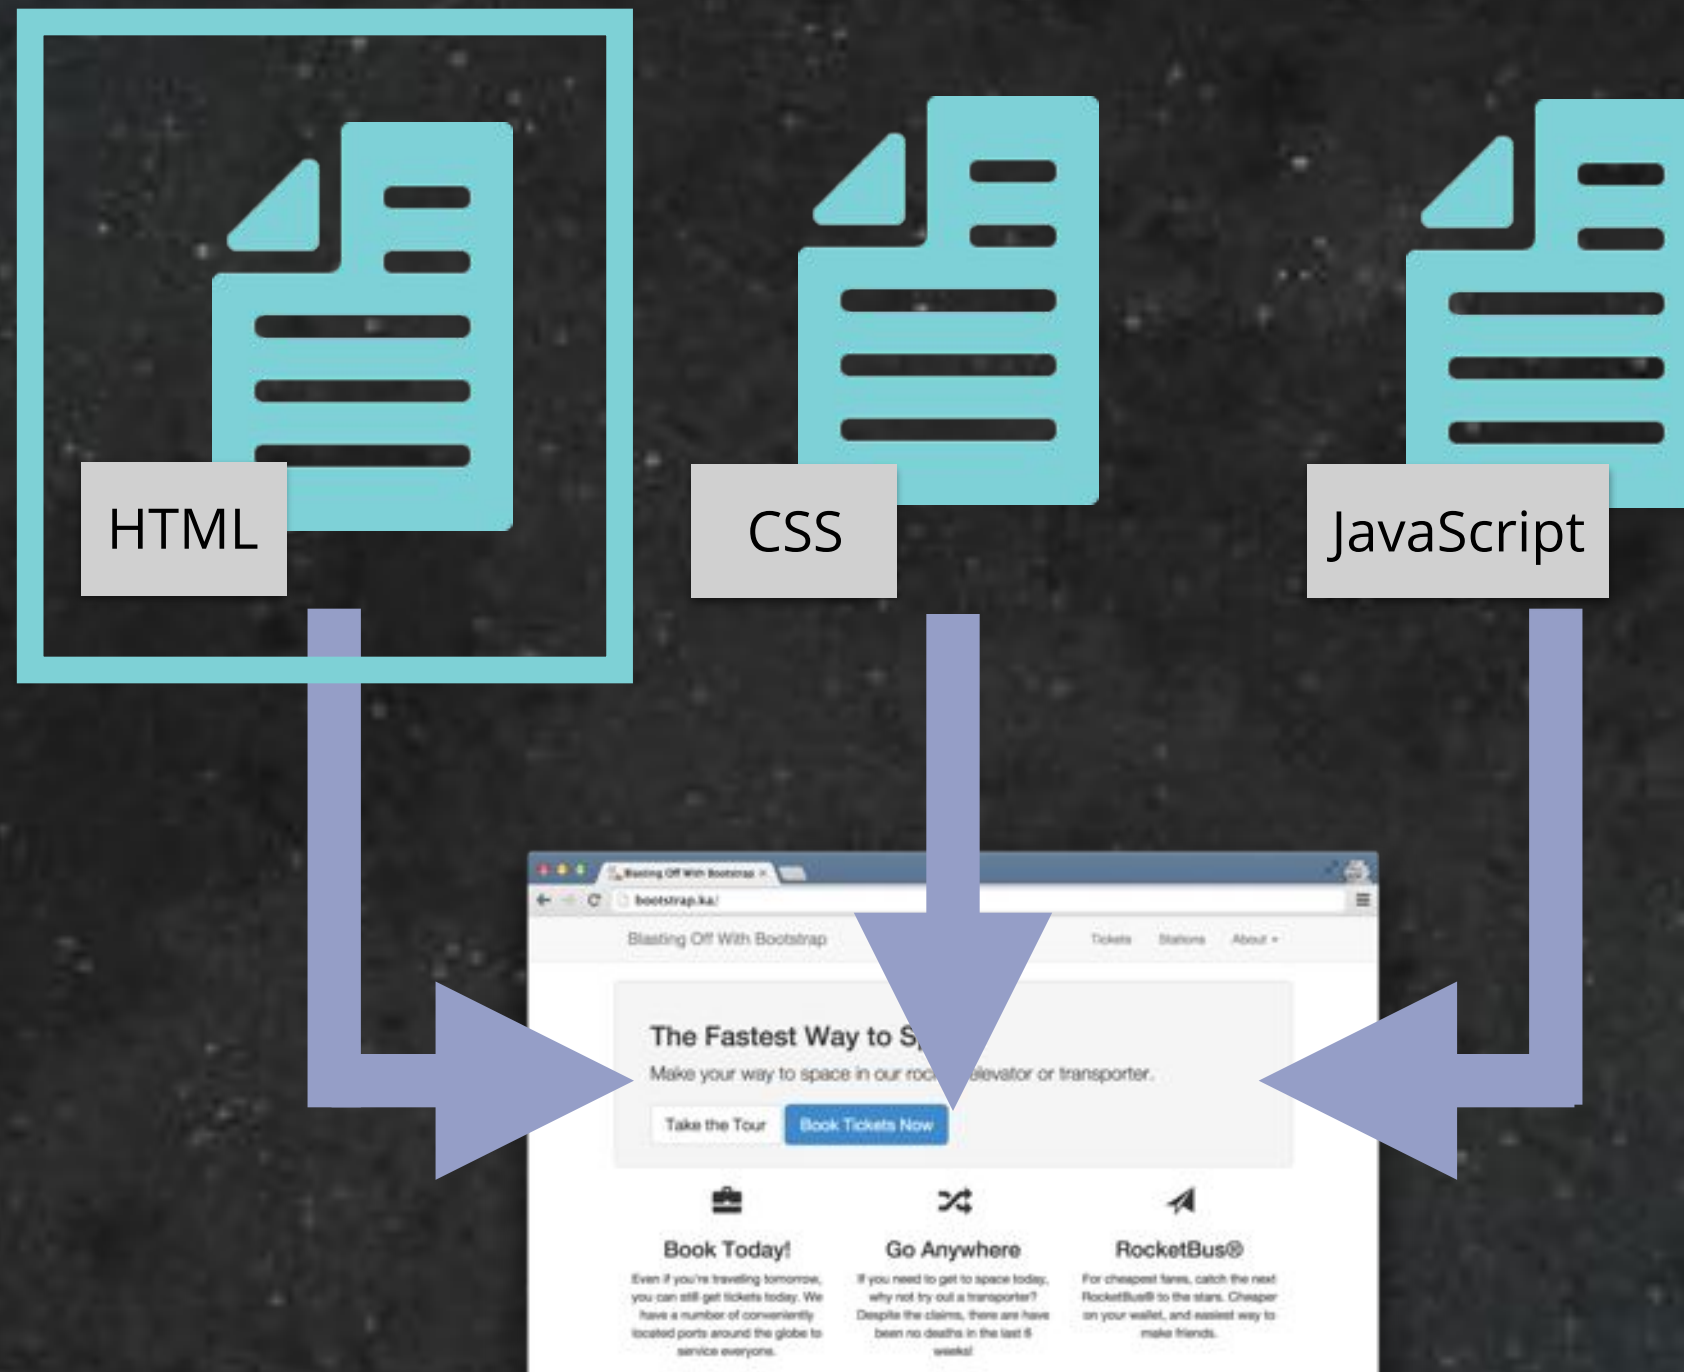 HTML
CSS
JavaScript
Blasting Off With Bootstrap ×
bootstrap.ka/
Blasting Off With Bootstrap
Tickets Stations About
The Fastest Way to
Make your way to space in our elevator or transporter.
Take the Tour Book Tickets Now
Book Today! Go Anywhere RocketBus®
Even if you're traveling tomorrow,
you can still get tickets today. We
have a number of conveniently
located ports around the globe to
service everyone.
If you need to get to space today,
why not try out a transporter?
Despite the claims, there are have
been no deaths in the last 6
weeks!
For cheapest fares, catch the next
RocketBus® to the stars. Cheaper
on your wallet, and easiest way to
make friends.